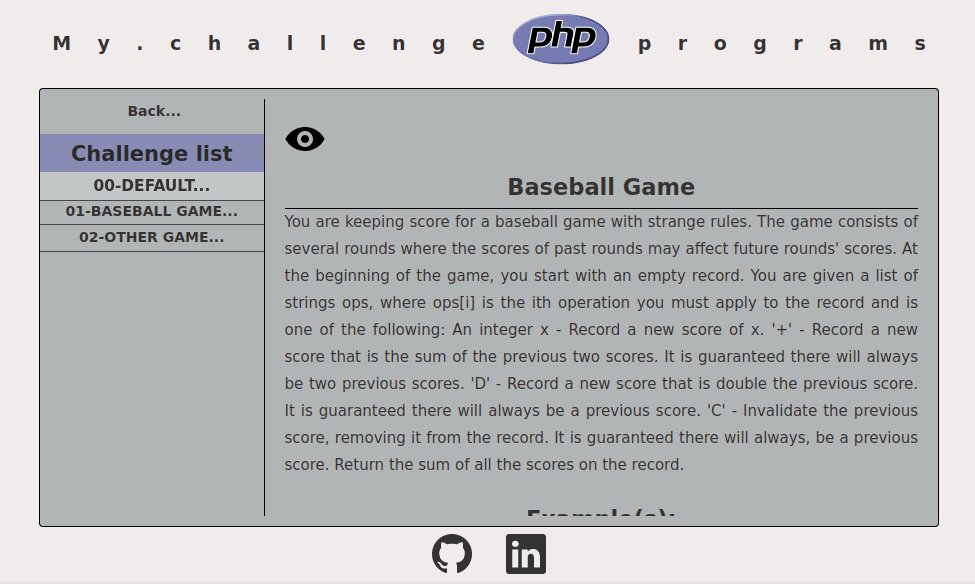 My.challenge php programs
Back...
Challenge list
00-DEFAULT...
01-BASEBALL GAME...
02-OTHER GAME...
Baseball Game
You are keeping score for a baseball game with strange rules. The game consists of
several rounds where the scores of past rounds may affect future rounds' scores. At
the beginning of the game, you start with an empty record. You are given a list of
strings ops, where ops[i] is the ith operation you must apply to the record and is
one of the following: An integer x - Record a new score of x. '+' - Record a new
score that is the sum of the previous two scores. It is guaranteed there will always
be two previous scores. 'D' - Record a new score that is double the previous score.
It is guaranteed there will always be a previous score. 'C' - Invalidate the previous
score, removing it from the record. It is guaranteed there will always, be a previous
score. Return the sum of all the scores on the record.
Example(s):
in